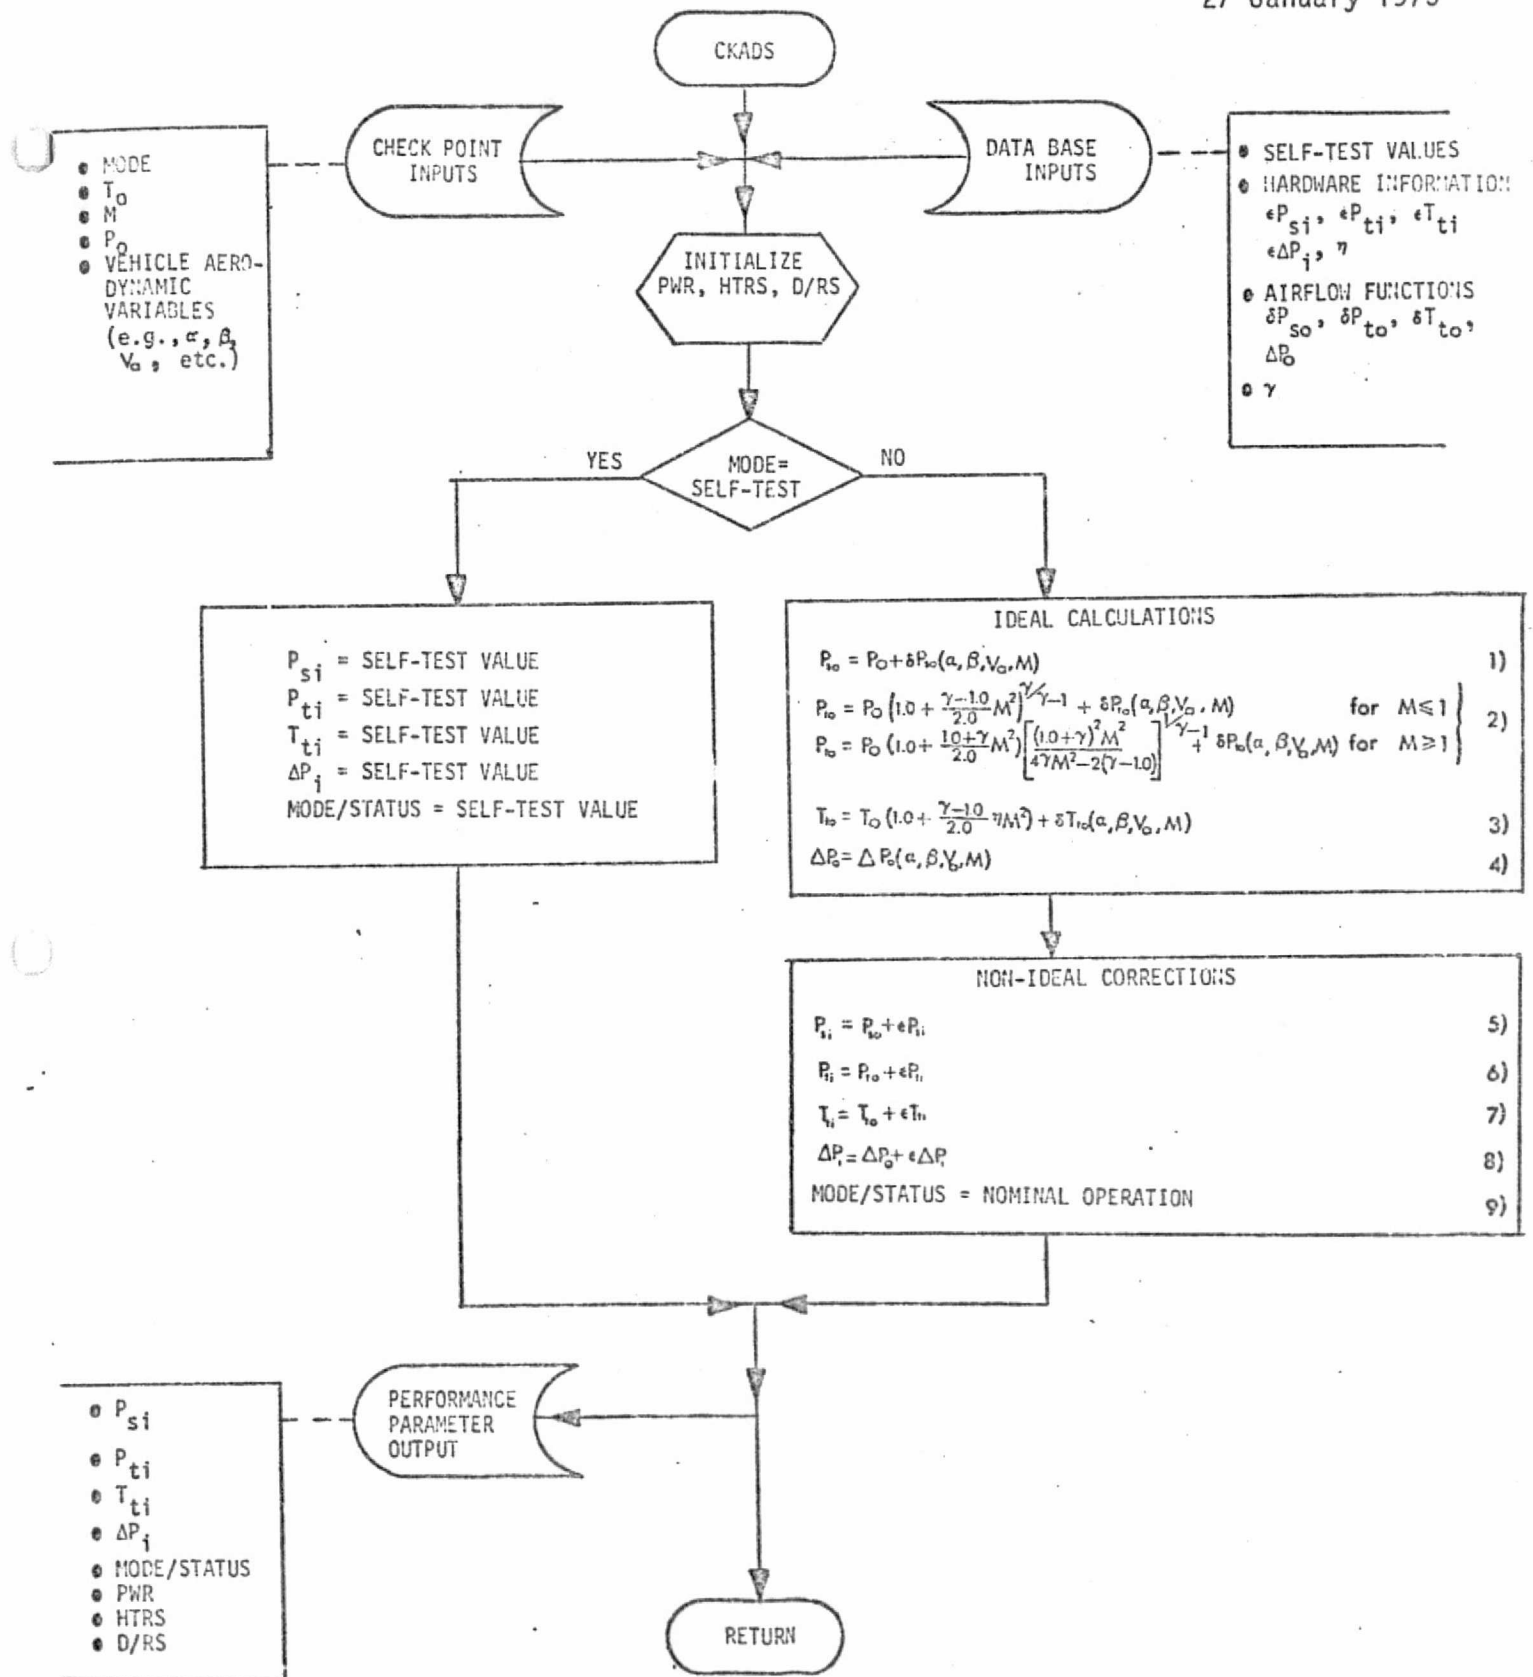 27 January 1975
CKADS
CHECK POINT
INPUTS
DATA BASE
INPUTS
● MODE
● T_o
● M
● P_o
● VEHICLE AERO-
DYNAMIC
VARIABLES
(e.g., α, β,
V_a, etc.)
● SELF-TEST VALUES
● HARDWARE INFORMATION
ϵP_si, ϵP_ti, ϵT_ti
ϵΔP_i, η
● AIRFLOW FUNCTIONS
δP_so, δP_to, δT_to,
ΔP_o
● γ
INITIALIZE
PWR, HTRS, D/RS
YES
MODE=
SELF-TEST
NO
P_si = SELF-TEST VALUE
P_ti = SELF-TEST VALUE
T_ti = SELF-TEST VALUE
ΔP_i = SELF-TEST VALUE
MODE/STATUS = SELF-TEST VALUE
IDEAL CALCULATIONS
P_so = P_O + δP_so(α, β, V_a, M) 1)
P_to = P_O (1.0 + (γ-1.0)/2.0 M²)^(γ/γ-1) + δP_to(α, β, V_a, M) for M ≤ 1
P_to = P_O (1.0 + (1.0+γ)/2.0 M²)[(1.0+γ)²M²/(4γM²-2(γ-1.0))]^(1/γ-1) + δP_to(α, β, V_a, M) for M ≥ 1 } 2)
T_to = T_O (1.0 + (γ-1.0)/2.0 ηM²) + δT_to(α, β, V_a, M) 3)
ΔP_o = ΔP_o(α, β, V_a, M) 4)
NON-IDEAL CORRECTIONS
P_si = P_so + ϵP_si 5)
P_ti = P_to + ϵP_ti 6)
T_ti = T_to + ϵT_ti 7)
ΔP_i = ΔP_o + ϵΔP_i 8)
MODE/STATUS = NOMINAL OPERATION 9)
PERFORMANCE
PARAMETER
OUTPUT
● P_si
● P_ti
● T_ti
● ΔP_i
● MODE/STATUS
● PWR
● HTRS
● D/RS
RETURN